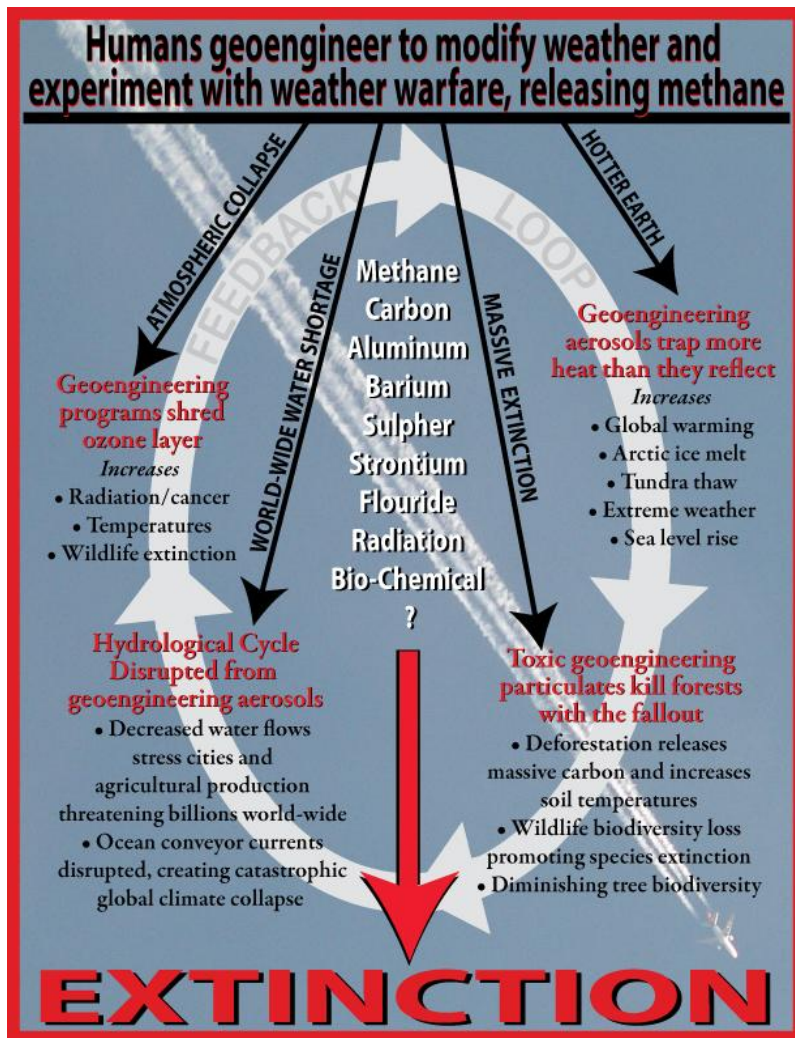 Humans geoengineer to modify weather and
experiment with weather warfare, releasing methane
ATMOSPHERIC COLLAPSE
WORLD-WIDE WATER SHORTAGE
MASSIVE EXTINCTION
HOTTER EARTH
FEEDBACK
LOOP
Geoengineering
programs shred
ozone layer
Increases
• Radiation/cancer
• Temperatures
• Wildlife extinction
Methane
Carbon
Aluminum
Barium
Sulpher
Strontium
Flouride
Radiation
Bio-Chemical
?
Geoengineering
aerosols trap more
heat than they reflect
Increases
• Global warming
• Arctic ice melt
• Tundra thaw
• Extreme weather
• Sea level rise
Hydrological Cycle
Disrupted from
geoengineering aerosols
• Decreased water flows
stress cities and
agricultural production
threatening billions world-wide
• Ocean conveyor currents
disrupted, creating catastrophic
global climate collapse
Toxic geoengineering
particulates kill forests
with the fallout
• Deforestation releases
massive carbon and increases
soil temperatures
• Wildlife biodiversity loss
promoting species extinction
• Diminishing tree biodiversity
EXTINCTION